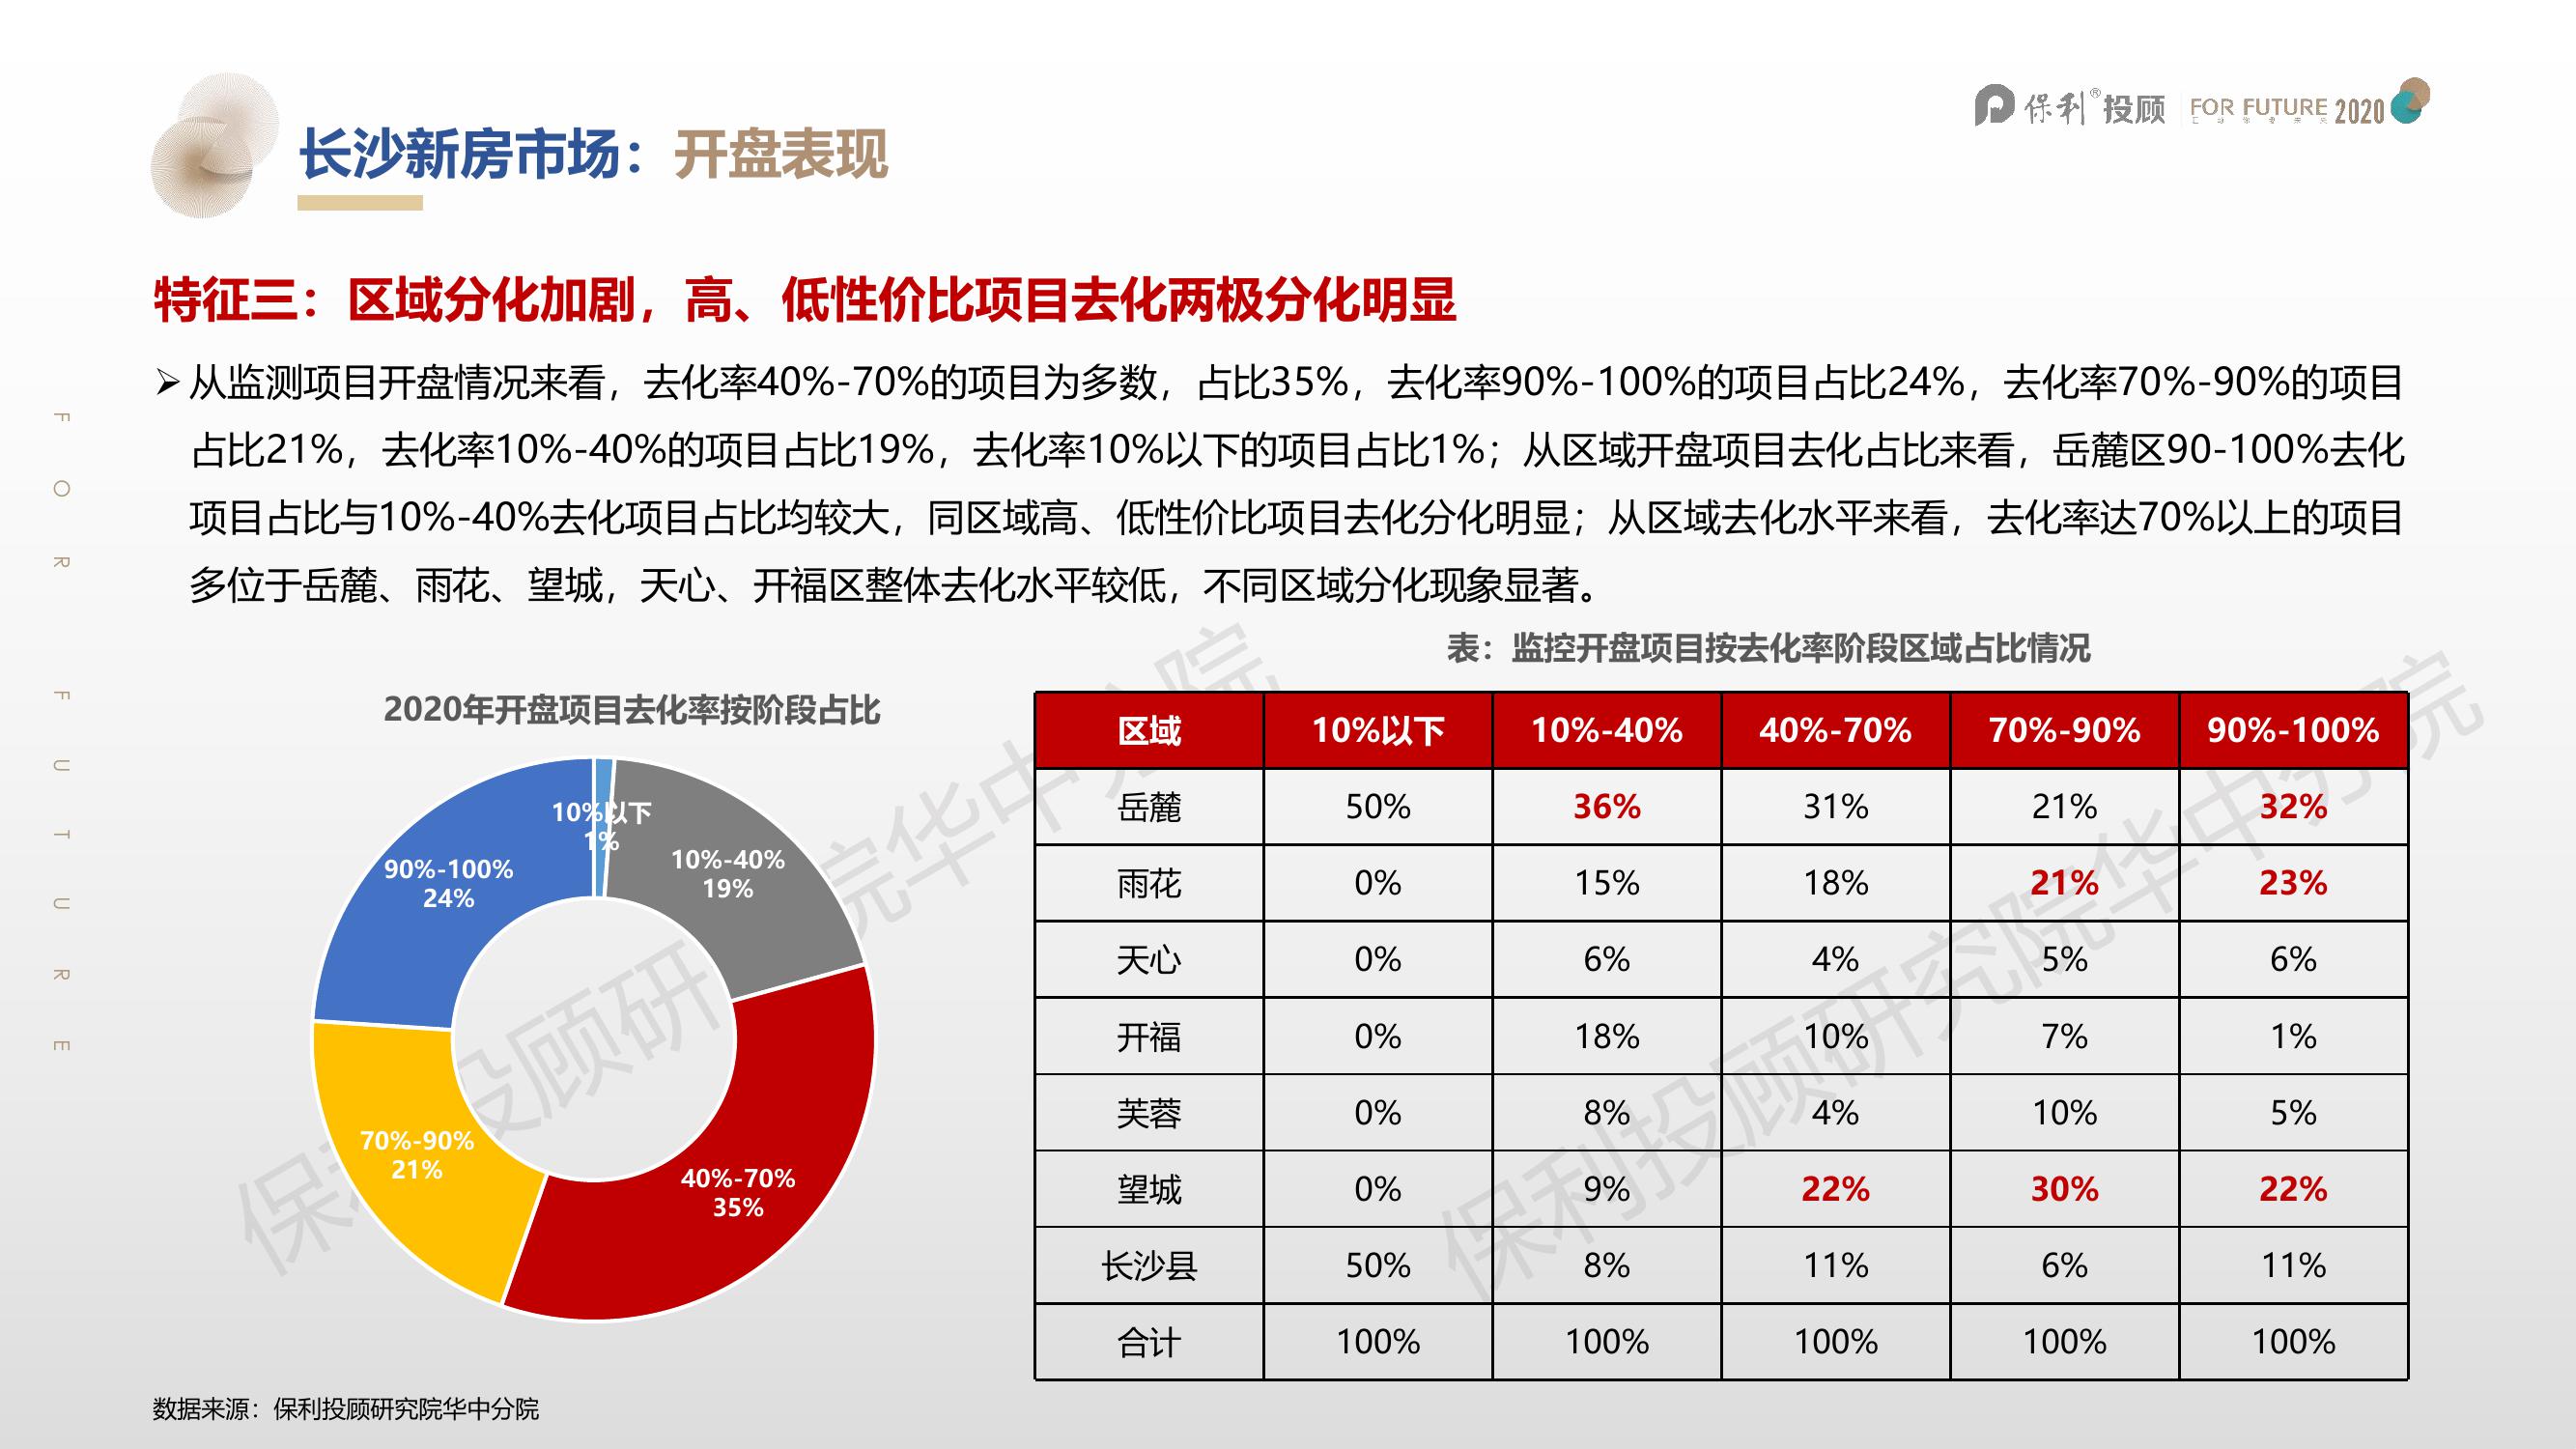 长沙新房市场：开盘表现
保利®投顾 FOR FUTURE 2020
特征三：区域分化加剧，高、低性价比项目去化两极分化明显
➢从监测项目开盘情况来看，去化率40%-70%的项目为多数，占比35%，去化率90%-100%的项目占比24%，去化率70%-90%的项目
占比21%，去化率10%-40%的项目占比19%，去化率10%以下的项目占比1%；从区域开盘项目去化占比来看，岳麓区90-100%去化
项目占比与10%-40%去化项目占比均较大，同区域高、低性价比项目去化分化明显；从区域去化水平来看，去化率达70%以上的项目
多位于岳麓、雨花、望城，天心、开福区整体去化水平较低，不同区域分化现象显著。
FOR FUTURE
2020年开盘项目去化率按阶段占比
10%以下
1%
10%-40%
19%
40%-70%
35%
70%-90%
21%
90%-100%
24%
表：监控开盘项目按去化率阶段区域占比情况
区域 10%以下 10%-40% 40%-70% 70%-90% 90%-100%
岳麓 50% 36% 31% 21% 32%
雨花 0% 15% 18% 21% 23%
天心 0% 6% 4% 5% 6%
开福 0% 18% 10% 7% 1%
芙蓉 0% 8% 4% 10% 5%
望城 0% 9% 22% 30% 22%
长沙县 50% 8% 11% 6% 11%
合计 100% 100% 100% 100% 100%
保利投顾研究院华中分院
数据来源：保利投顾研究院华中分院